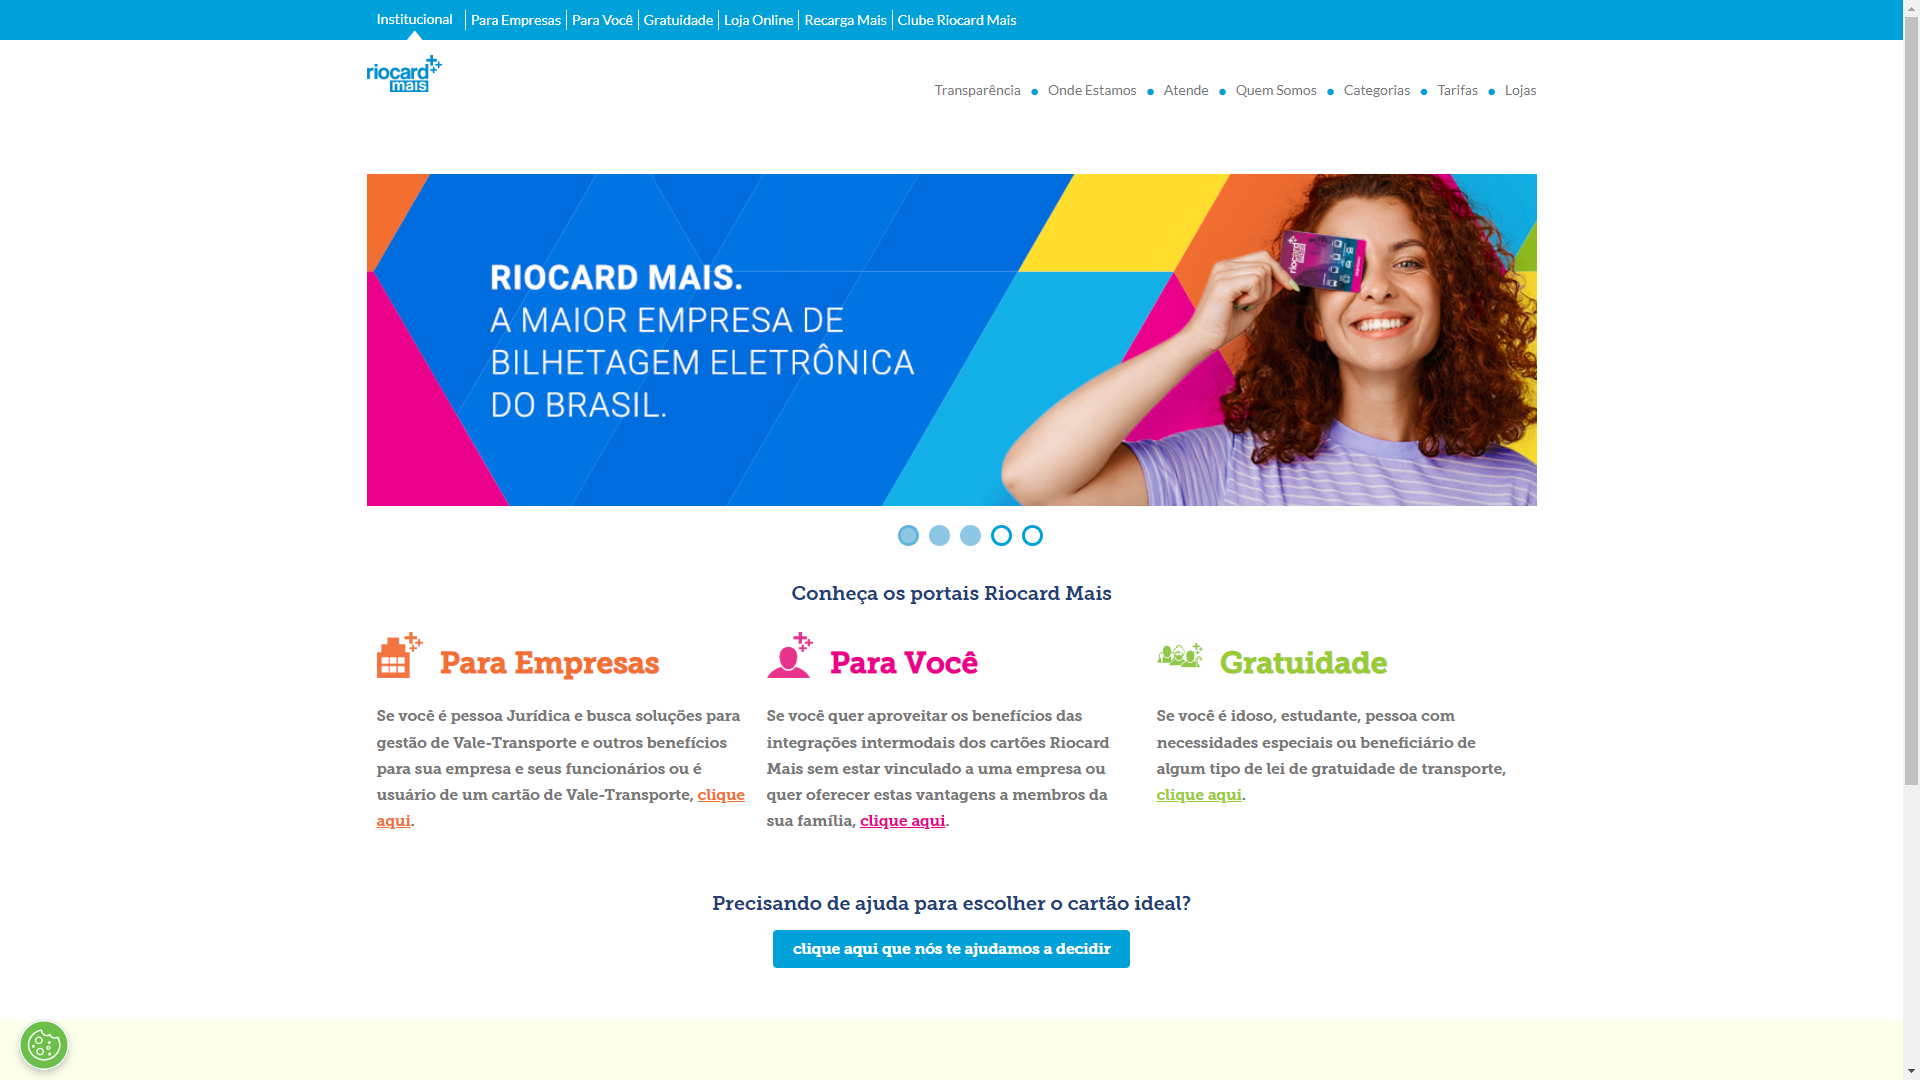 Institucional
Para Empresas
Para Você
Gratuidade
Loja Online
Recarga Mais
Clube Riocard Mais
riocard
mais
Transparência
Onde Estamos
Atende
Quem Somos
Categorias
Tarifas
Lojas
RIOCARD MAIS.
A MAIOR EMPRESA DE
BILHETAGEM ELETRÔNICA
DO BRASIL.
riocard
mais
Conheça os portais Riocard Mais
Para Empresas
Se você é pessoa Jurídica e busca soluções para
gestão de Vale-Transporte e outros benefícios
para sua empresa e seus funcionários ou é
usuário de um cartão de Vale-Transporte, clique
aqui.
Para Você
Se você quer aproveitar os benefícios das
integrações intermodais dos cartões Riocard
Mais sem estar vinculado a uma empresa ou
quer oferecer estas vantagens a membros da
sua família, clique aqui.
Gratuidade
Se você é idoso, estudante, pessoa com
necessidades especiais ou beneficiário de
algum tipo de lei de gratuidade de transporte,
clique aqui.
Precisando de ajuda para escolher o cartão ideal?
clique aqui que nós te ajudamos a decidir